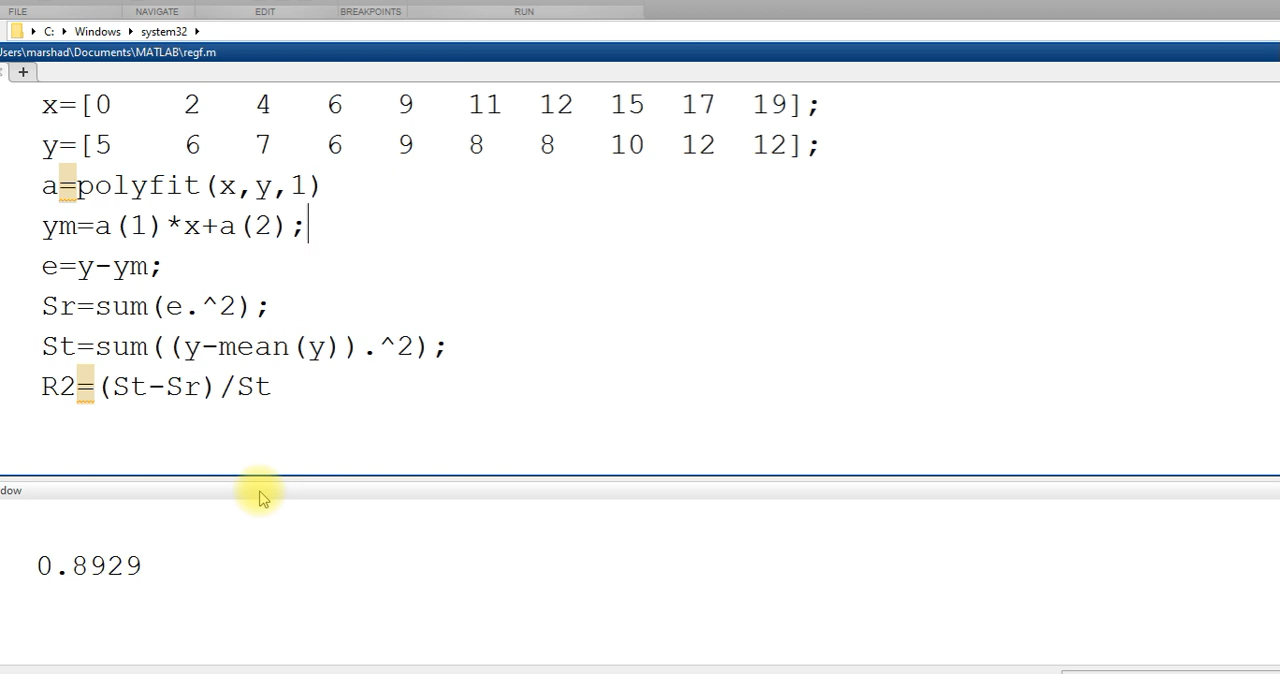 FILE NAVIGATE EDIT BREAKPOINTS RUN
C: Windows system32
sers\marshad\Documents\MATLAB\regf.m
+
x=[0 2 4 6 9 11 12 15 17 19];
y=[5 6 7 6 9 8 8 10 12 12];
a=polyfit(x,y,1)
ym=a(1)*x+a(2);
e=y-ym;
Sr=sum(e.^2);
St=sum((y-mean(y)).^2);
R2=(St-Sr)/St
dow
0.8929